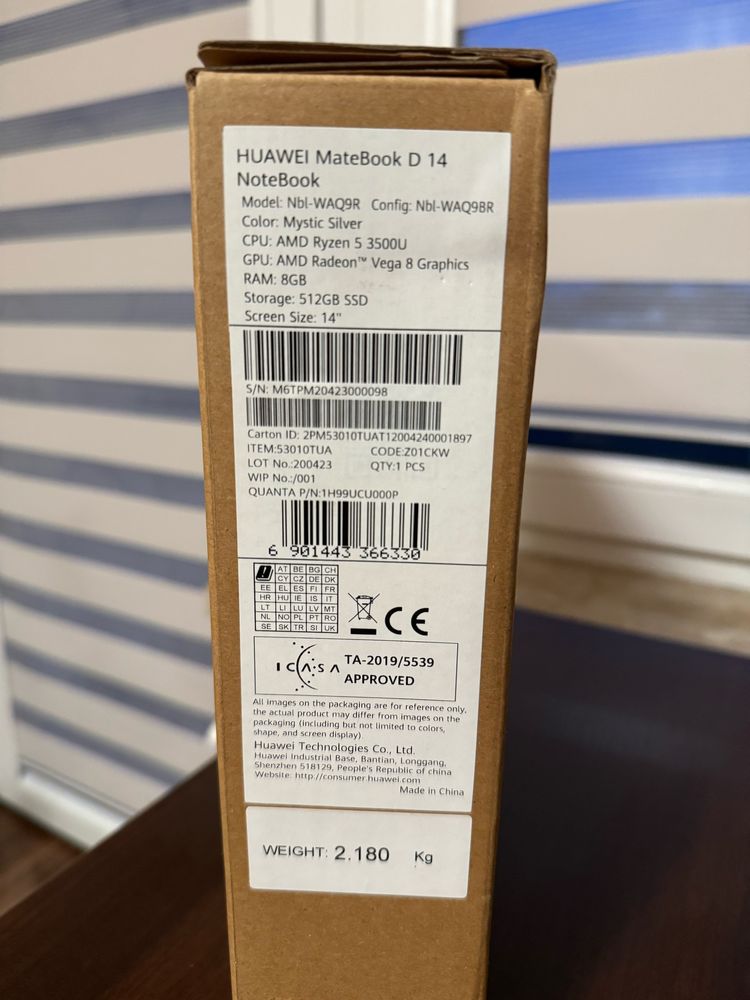 HUAWEI MateBook D 14
NoteBook
Model: Nbl-WAQ9R Config: Nbl-WAQ9BR
Color: Mystic Silver
CPU: AMD Ryzen 5 3500U
GPU: AMD Radeon™ Vega 8 Graphics
RAM: 8GB
Storage: 512GB SSD
Screen Size: 14"
S/N: M6TPM20423000098
Carton ID: 2PM53010TUAT12004240001897
ITEM:53010TUA CODE:Z01CKW
LOT No.:200423 QTY:1 PCS
WIP No.:/001
QUANTA P/N:1H99UCU000P
6 901443 366330
AT BE BG CH
CY CZ DE DK
EE EL ES FI FR
HR HU IE IS IT
LT LI LU LV MT
NL NO PL PT RO
SE SK TR SI UK
CE
ICASA TA-2019/5539
APPROVED
All images on the packaging are for reference only,
the actual product may differ from images on the
packaging (including but not limited to colors,
shape, and screen display).
Huawei Technologies Co., Ltd.
Huawei Industrial Base, Bantian, Longgang,
Shenzhen 518129, People's Republic of china
Website: http://consumer.huawei.com
Made in China
WEIGHT: 2.180 Kg